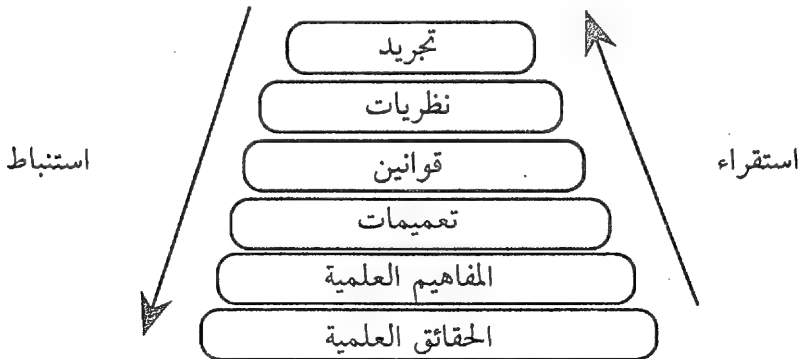 تجريد
نظريات
قوانين
استقراء
استنباط
تعميمات
المفاهيم العلمية
الحقائق العلمية